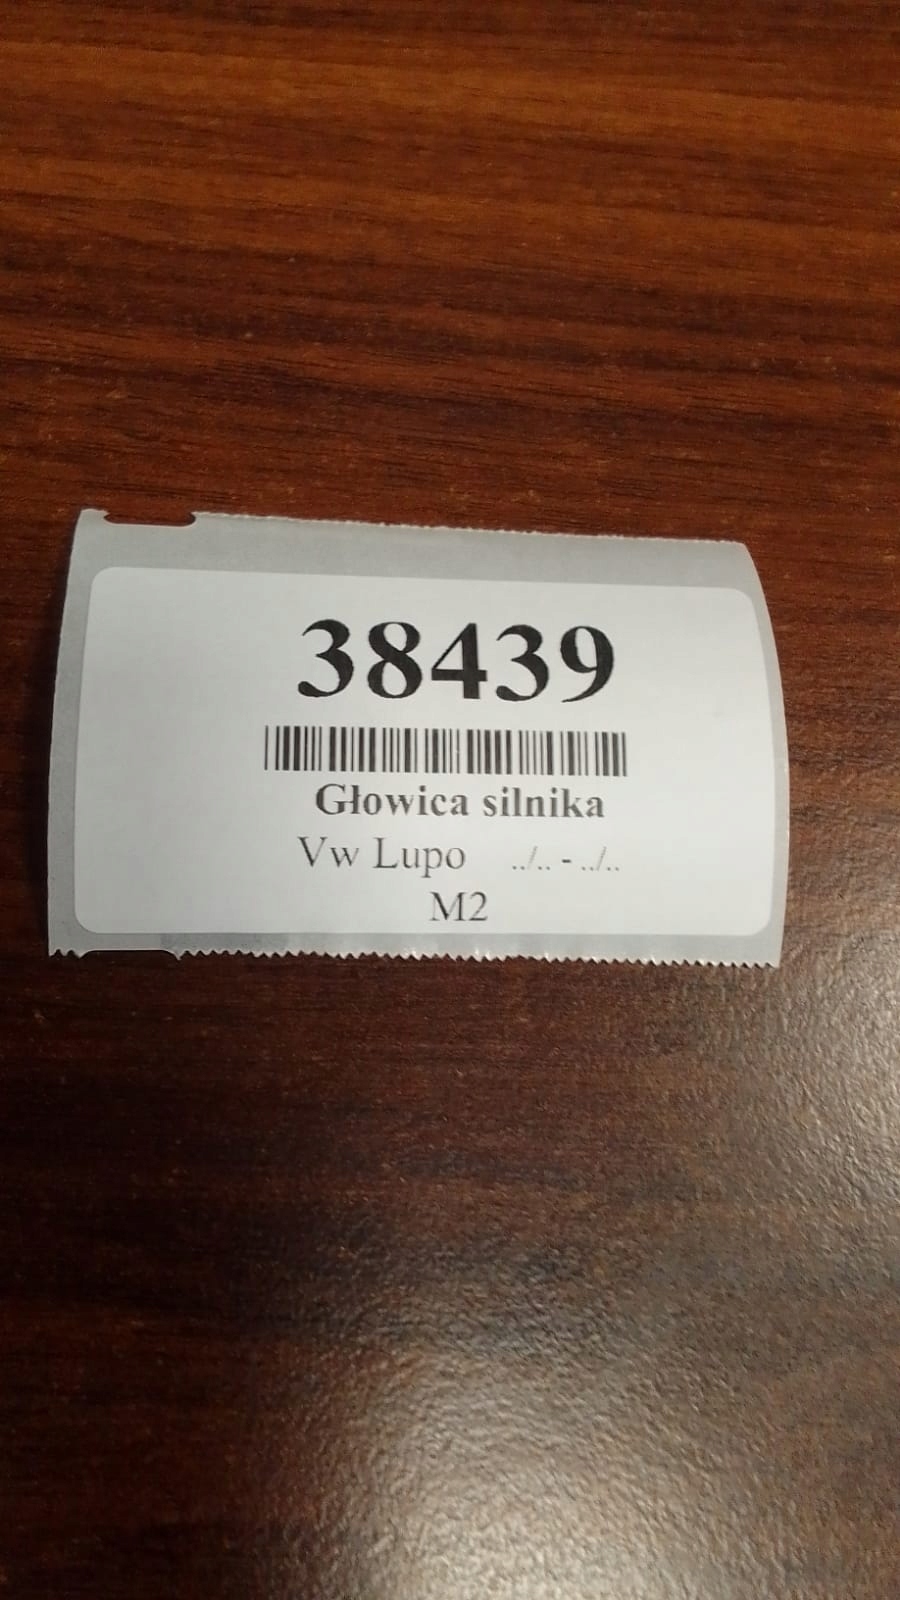 38439
Głowica silnika
Vw Lupo ../.. - ../..
M2